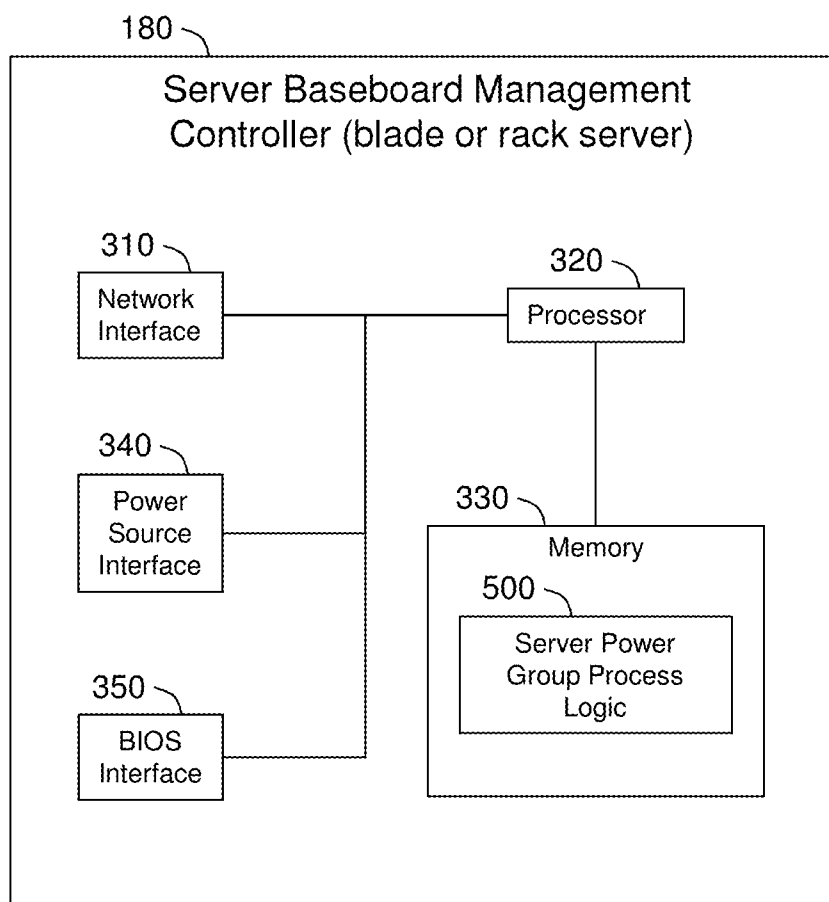 180
Server Baseboard Management
Controller (blade or rack server)
310
Network
Interface
320
Processor
340
Power
Source
Interface
330
Memory
500
Server Power
Group Process
Logic
350
BIOS
Interface